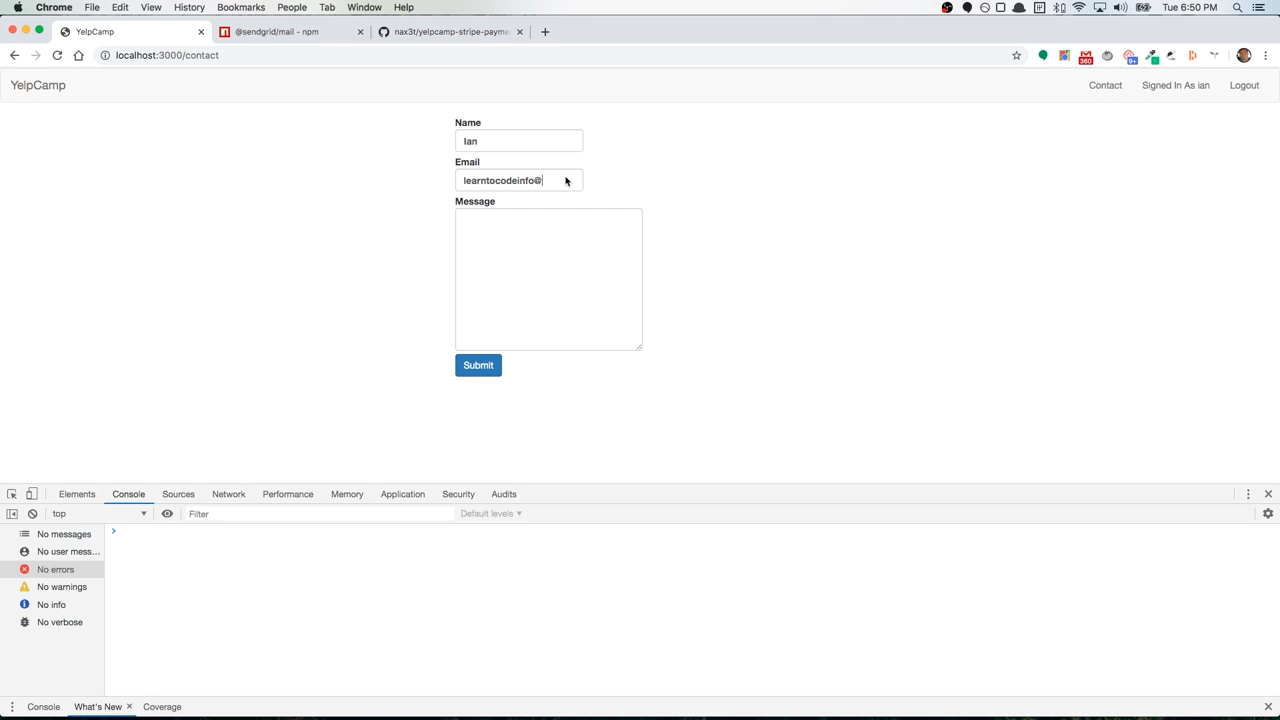 Chrome File Edit View History Bookmarks People Tab Window Help Tue 6:50 PM
YelpCamp @sendgrid/mail - npm nax3t/yelpcamp-stripe-payme
localhost:3000/contact 360 9+
YelpCamp Contact Signed In As ian Logout
Name
Ian
Email
learntocodeinfo@
Message
Submit
Elements Console Sources Network Performance Memory Application Security Audits
top Filter Default levels
No messages
No user mess...
No errors
No warnings
No info
No verbose
Console What's New Coverage